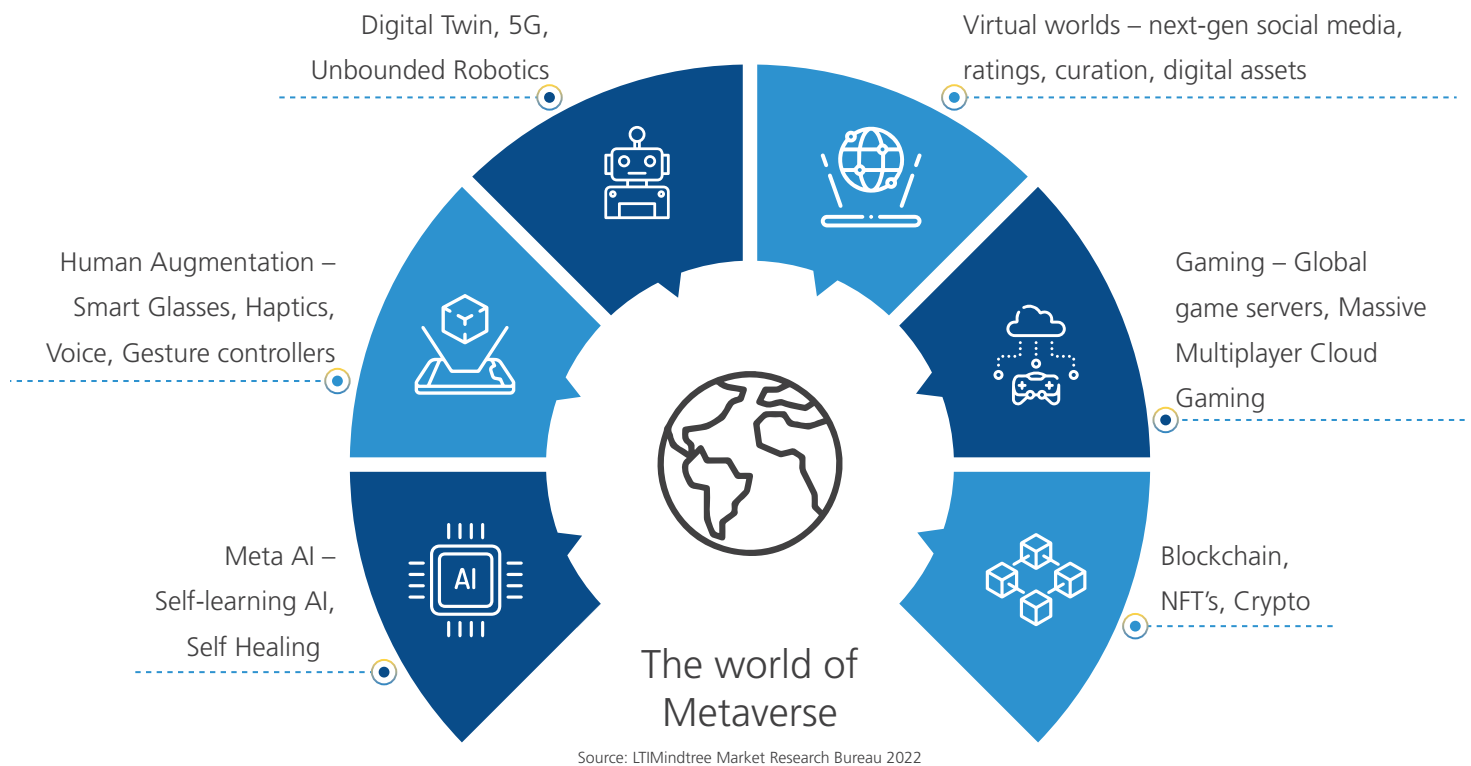 Digital Twin, 5G,
Unbounded Robotics
Virtual worlds – next-gen social media,
ratings, curation, digital assets
Human Augmentation –
Smart Glasses, Haptics,
Voice, Gesture controllers
Gaming – Global
game servers, Massive
Multiplayer Cloud
Gaming
Meta AI –
Self-learning AI,
Self Healing
AI
Blockchain,
NFT’s, Crypto
The world of
Metaverse
Source: LTIMindtree Market Research Bureau 2022